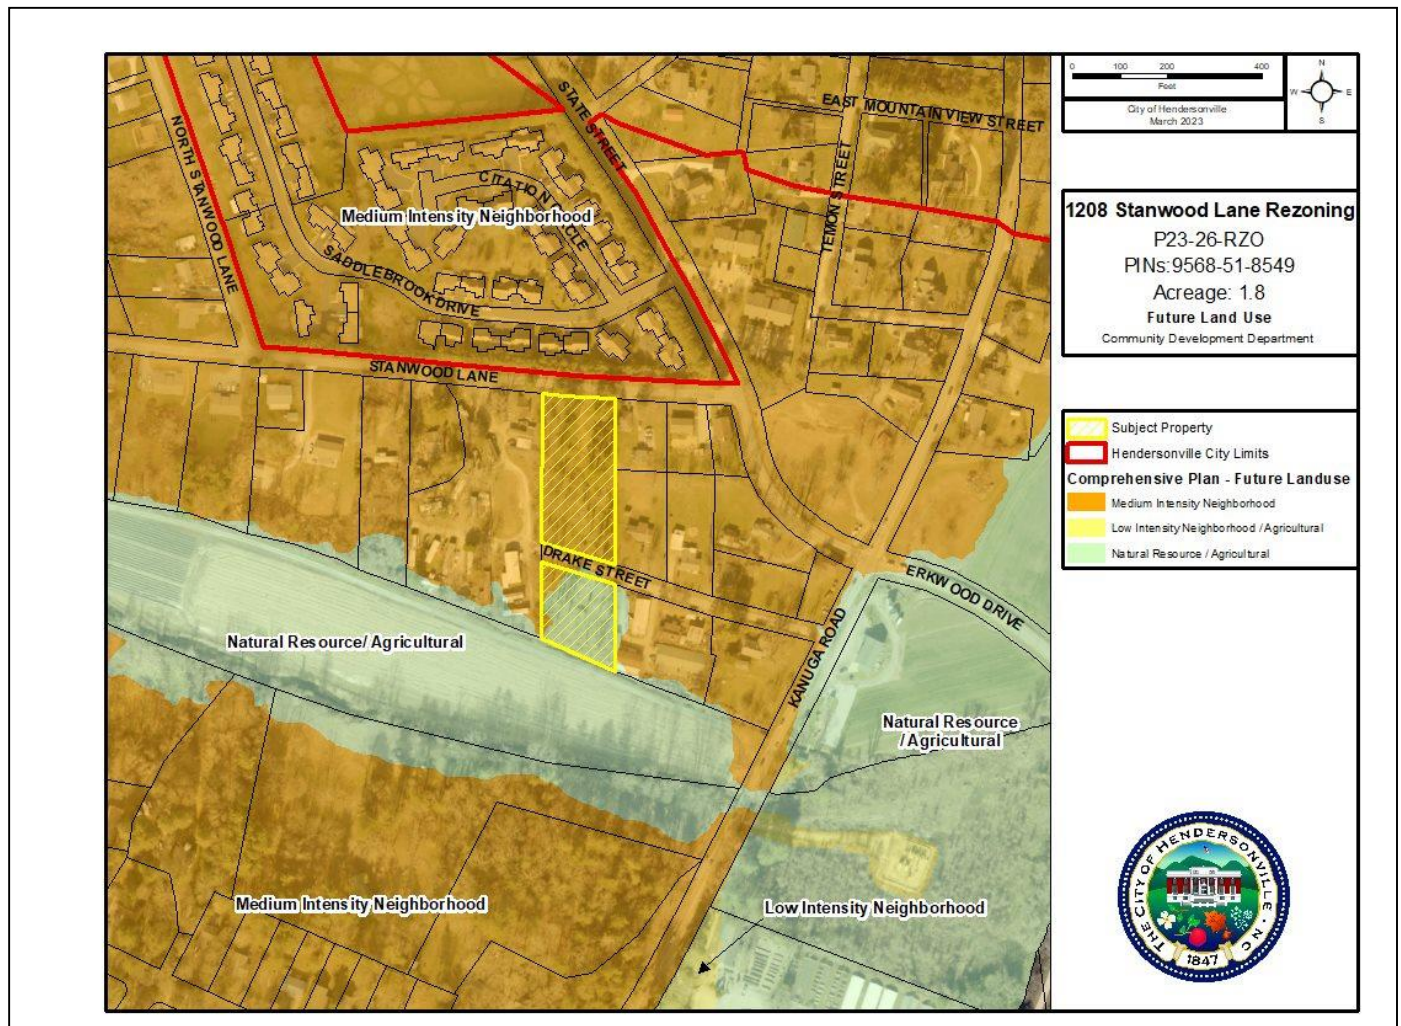 0 100 200 400
Feet
N
W E
S
City of Hendersonville
March 2023
1208 Stanwood Lane Rezoning
P23-26-RZO
PINs:9568-51-8549
Acreage: 1.8
Future Land Use
Community Development Department
Subject Property
Hendersonville City Limits
Comprehensive Plan - Future Landuse
Medium Intensity Neighborhood
Low Intensity Neighborhood / Agricultural
Natural Resource / Agricultural
STATE STREET
EAST MOUNTAIN VIEW STREET
NORTH STANWOOD LANE
TEMON STREET
CITATION CIRCLE
Medium Intensity Neighborhood
SADDLEBROOK DRIVE
STANWOOD LANE
DRAKE STREET
ERKWOOD DRIVE
KANUGA ROAD
Natural Resource/ Agricultural
Natural Resource
/ Agricultural
Medium Intensity Neighborhood
Low Intensity Neighborhood
THE CITY OF HENDERSONVILLE · NC
1847